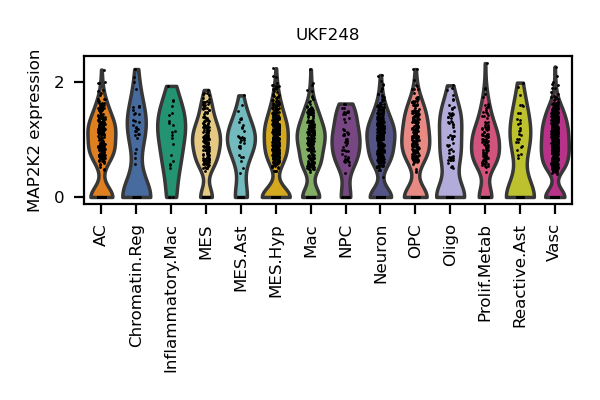 UKF248
MAP2K2 expression
2
0
AC
Chromatin.Reg
Inflammatory.Mac
MES
MES.Ast
MES.Hyp
Mac
NPC
Neuron
OPC
Oligo
Prolif.Metab
Reactive.Ast
Vasc